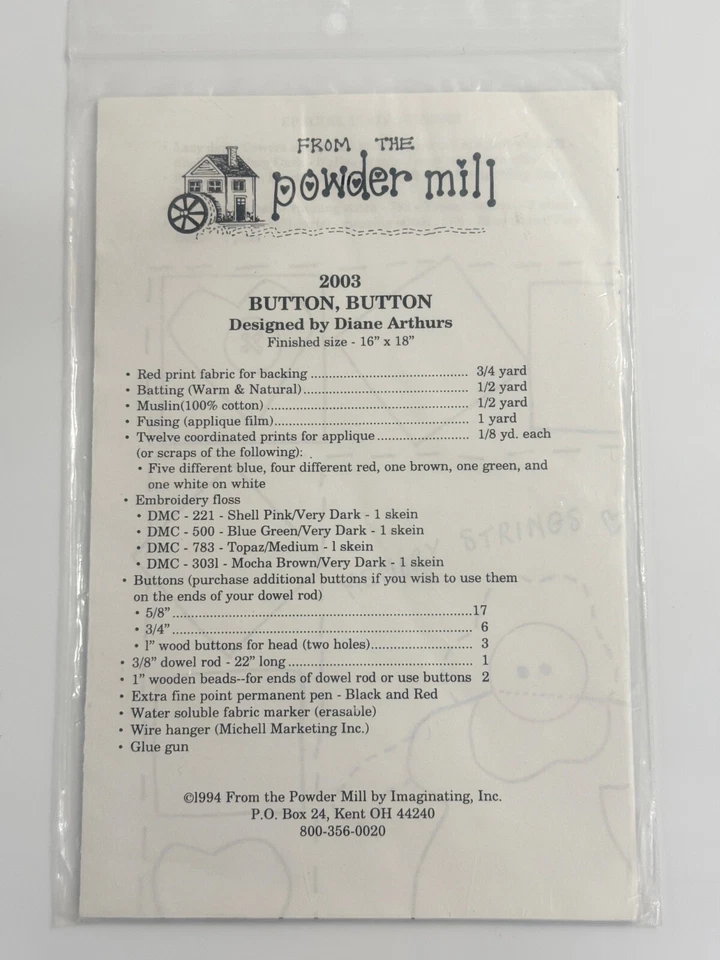 FROM THE
powder mill
2003
BUTTON, BUTTON
Designed by Diane Arthurs
Finished size - 16” x 18”
• Red print fabric for backing ........................................ 3/4 yard
• Batting (Warm & Natural).......................................... 1/2 yard
• Muslin(100% cotton) ................................................... 1/2 yard
• Fusing (applique film)................................................. 1 yard
• Twelve coordinated prints for applique ....................... 1/8 yd. each
(or scraps of the following):
• Five different blue, four different red, one brown, one green, and
one white on white
• Embroidery floss
• DMC - 221 - Shell Pink/Very Dark - 1 skein
• DMC - 500 - Blue Green/Very Dark - 1 skein
• DMC - 783 - Topaz/Medium - l skein
• DMC - 303l - Mocha Brown/Very Dark - 1 skein
• Buttons (purchase additional buttons if you wish to use them
on the ends of your dowel rod)
• 5/8” ............................................................................17
• 3/4” ............................................................................ 6
• l” wood buttons for head (two holes).......................... 3
• 3/8” dowel rod - 22” long ............................................... 1
• 1” wooden beads--for ends of dowel rod or use buttons 2
• Extra fine point permanent pen - Black and Red
• Water soluble fabric marker (erasable)
• Wire hanger (Michell Marketing Inc.)
• Glue gun
STRINGS
©l994 From the Powder Mill by Imaginating, Inc.
P.O. Box 24, Kent OH 44240
800-356-0020